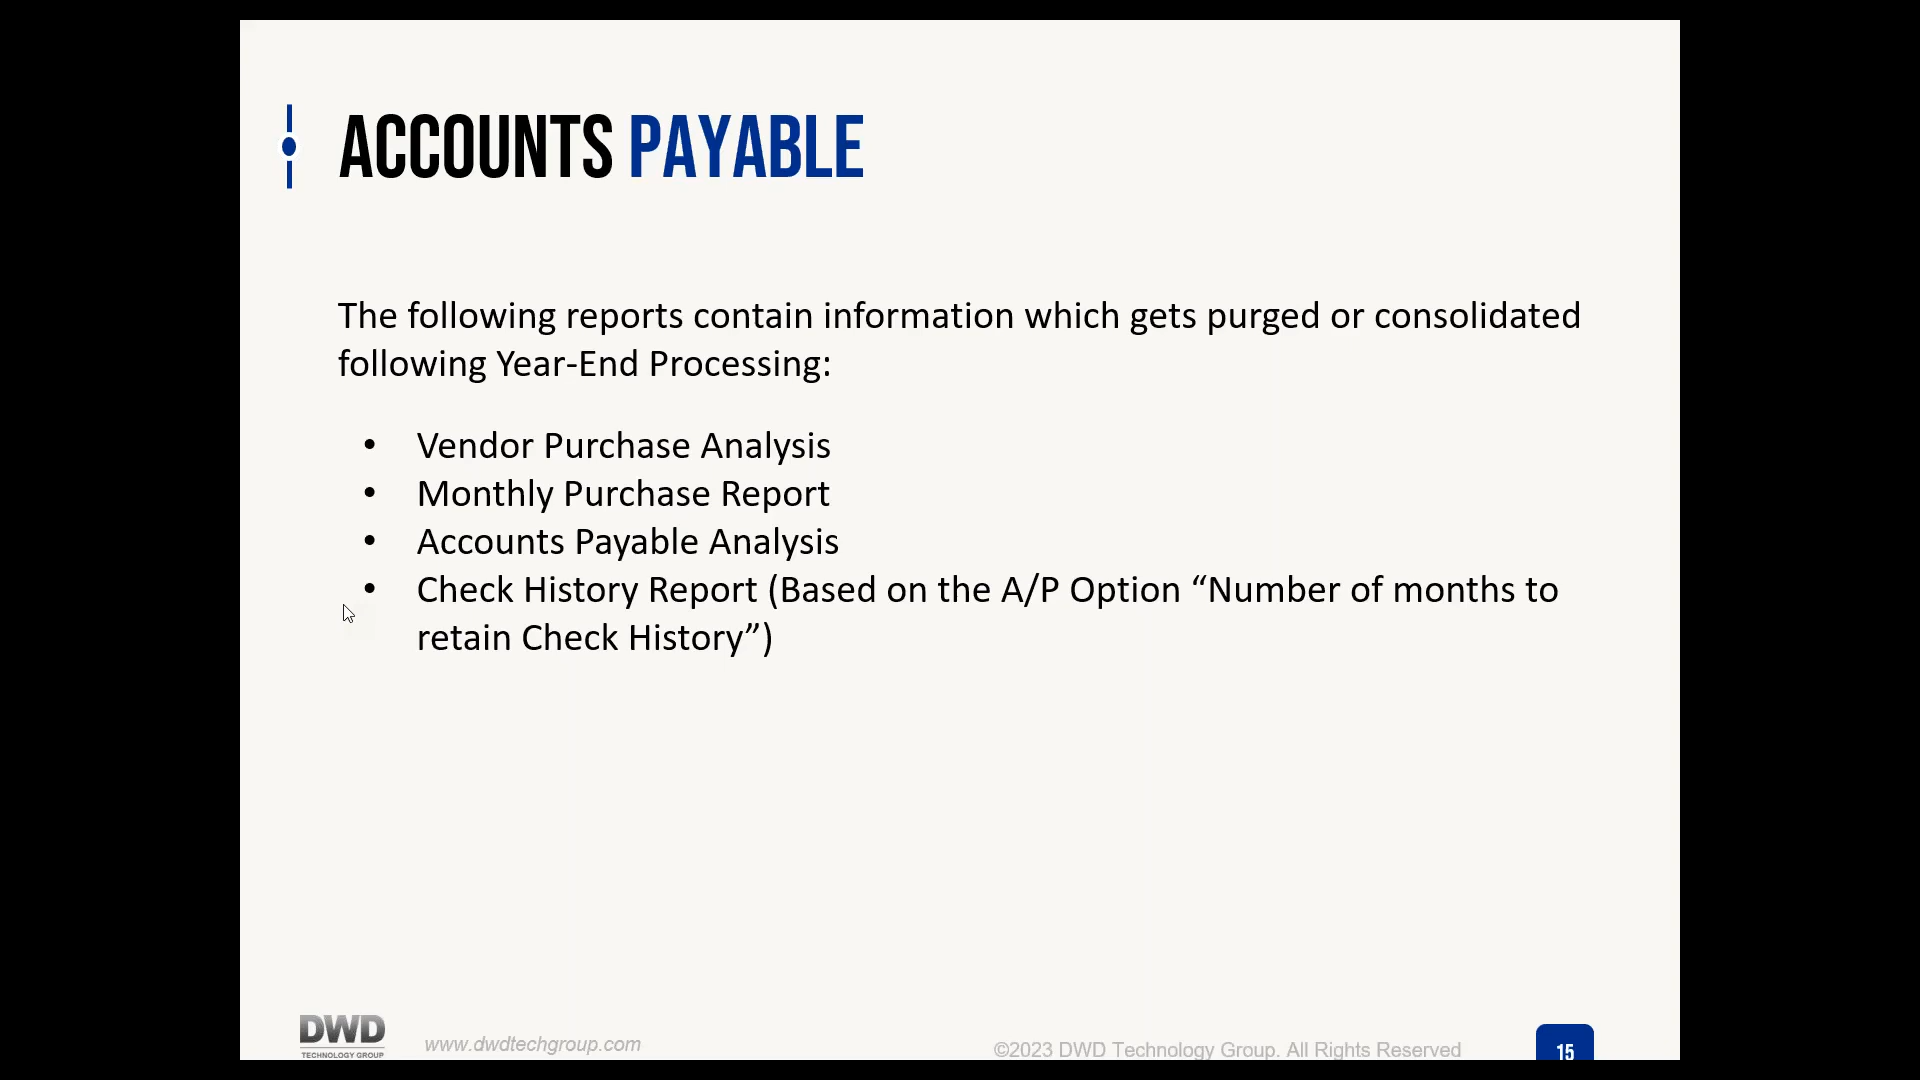 ACCOUNTS PAYABLE
The following reports contain information which gets purged or consolidated
following Year-End Processing:
• Vendor Purchase Analysis
• Monthly Purchase Report
• Accounts Payable Analysis
• Check History Report (Based on the A/P Option “Number of months to
retain Check History”)
DWD
TECHNOLOGY GROUP
www.dwdtechgroup.com
©2023 DWD Technology Group. All Rights Reserved
15